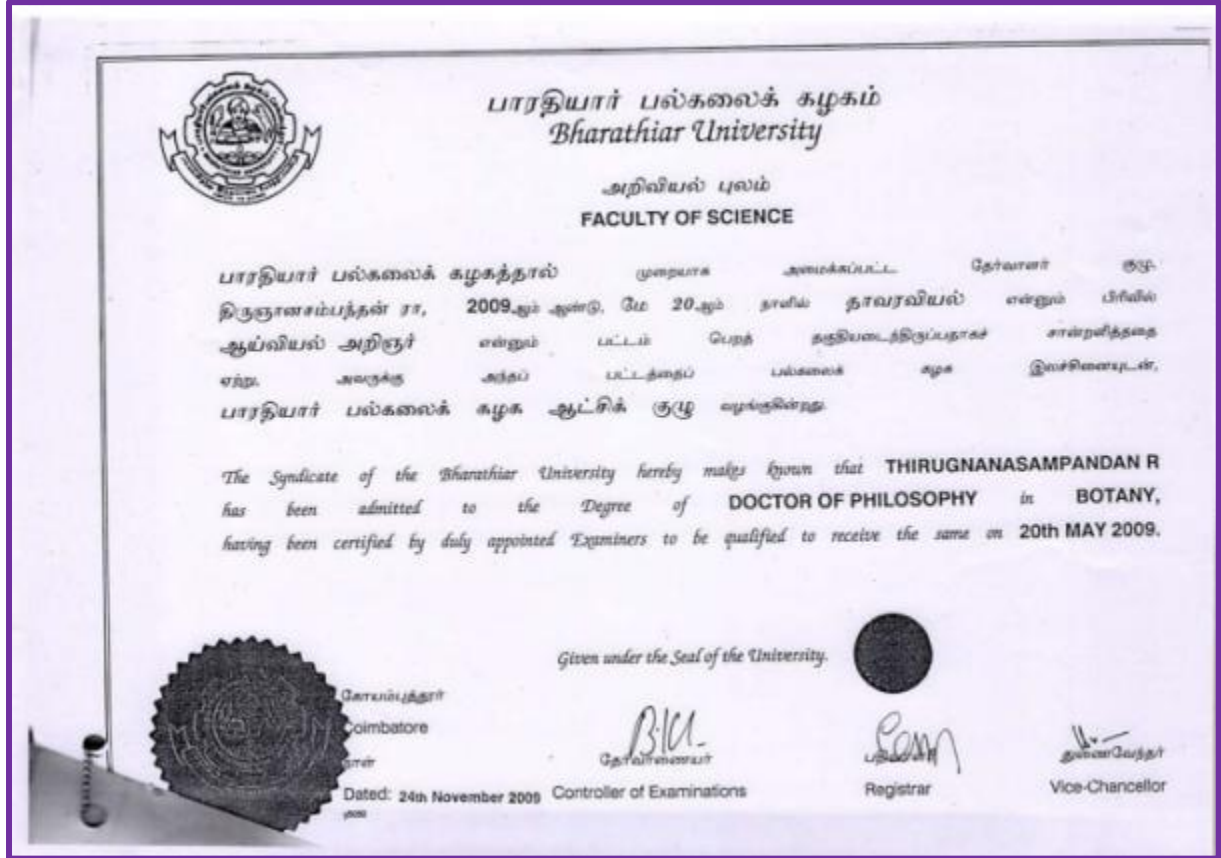 பாரதியார் பல்கலைக் கழகம்
Bharathiar University
அறிவியல் புலம்
FACULTY OF SCIENCE
பாரதியார் பல்கலைக் கழகத்தால் முறையாக அமைக்கப்பட்ட தேர்வாளர் குழு,
திருஞானசம்பந்தன் ரா, 2009ஆம் ஆண்டு, மே 20ஆம் நாளில் தாவரவியல் என்னும் பிரிவில்
ஆய்வியல் அறிஞர் என்னும் பட்டம் பெறத் தகுதியடைந்திருப்பதாகச் சான்றளித்ததை
ஏற்று, அவருக்கு அந்தப் பட்டத்தைப் பல்கலைக் கழக இலச்சினையுடன்,
பாரதியார் பல்கலைக் கழக ஆட்சிக் குழு வழங்குகின்றது.
The Syndicate of the Bharathiar University hereby makes known that THIRUGNANASAMPANDAN R
has been admitted to the Degree of DOCTOR OF PHILOSOPHY in BOTANY,
having been certified by duly appointed Examiners to be qualified to receive the same on 20th MAY 2009.
Given under the Seal of the University.
கோயம்புத்தூர்
Coimbatore
நாள்
Dated: 24th November 2009
தேர்வாணையர்
Controller of Examinations
Registrar
துணைவேந்தர்
Vice-Chancellor